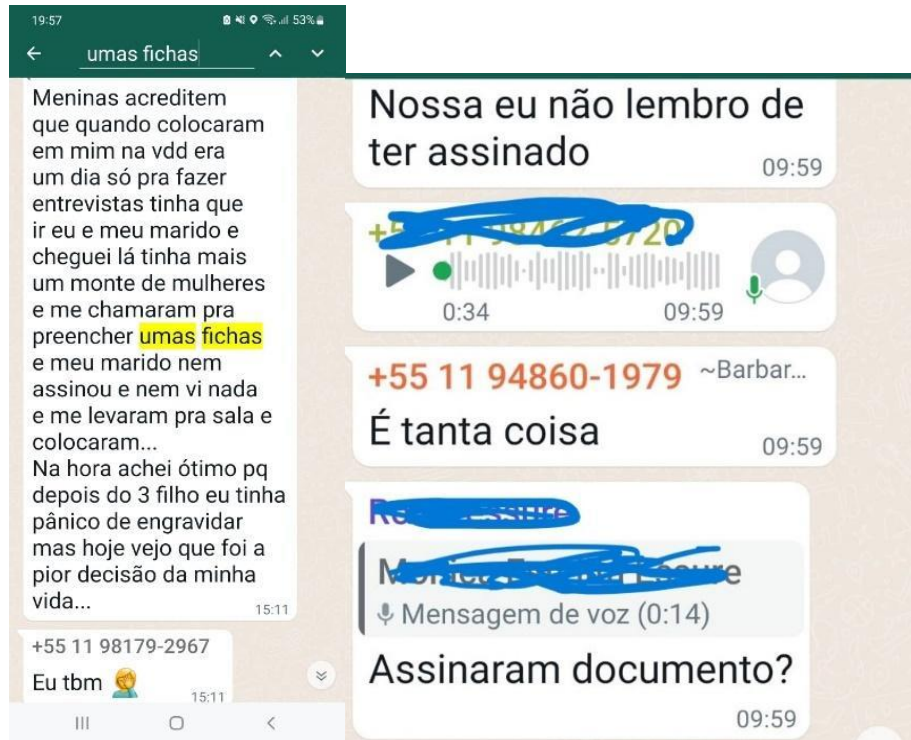 19:57
53%
umas fichas
Meninas acreditem
que quando colocaram
em mim na vdd era
um dia só pra fazer
entrevistas tinha que
ir eu e meu marido e
cheguei lá tinha mais
um monte de mulheres
e me chamaram pra
preencher umas fichas
e meu marido nem
assinou e nem vi nada
e me levaram pra sala e
colocaram...
Na hora achei ótimo pq
depois do 3 filho eu tinha
pânico de engravidar
mas hoje vejo que foi a
pior decisão da minha
vida...
15:11
+55 11 98179-2967
Eu tbm
15:11
Nossa eu não lembro de
ter assinado
09:59
0:34
09:59
+55 11 94860-1979 ~Barbar...
É tanta coisa
09:59
Mensagem de voz (0:14)
Assinaram documento?
09:59